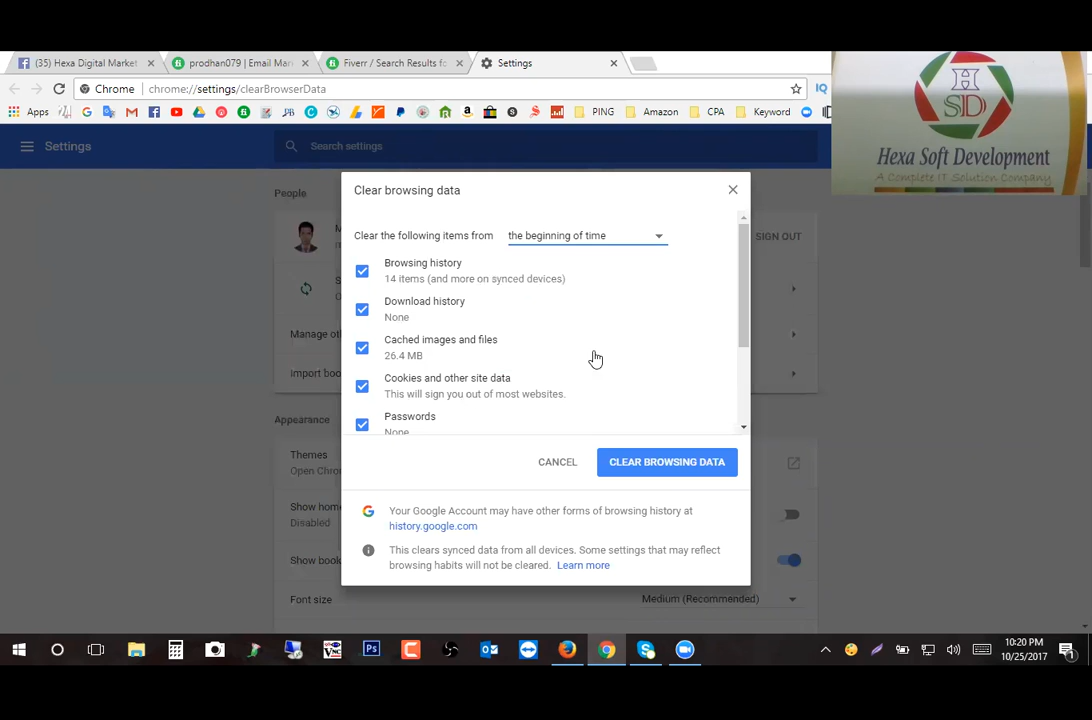 (35) Hexa Digital Market
prodhan079 | Email Mar
Fiverr / Search Results fo
Settings
Chrome
chrome://settings/clearBrowserData
IQ
Apps
PING
Amazon
CPA
Keyword
H
SD
Hexa Soft Development
A Complete IT Solution Company
Settings
Search settings
People
Clear browsing data
Clear the following items from
the beginning of time
SIGN OUT
Browsing history
14 items (and more on synced devices)
Download history
None
Manage oth
Cached images and files
26.4 MB
Import boo
Cookies and other site data
This will sign you out of most websites.
Passwords
None
Appearance
Themes
Open Chro
CANCEL
CLEAR BROWSING DATA
Show home
Disabled
Your Google Account may have other forms of browsing history at
history.google.com
Show book
This clears synced data from all devices. Some settings that may reflect
browsing habits will not be cleared. Learn more
Font size
Medium (Recommended)
10:20 PM
10/25/2017